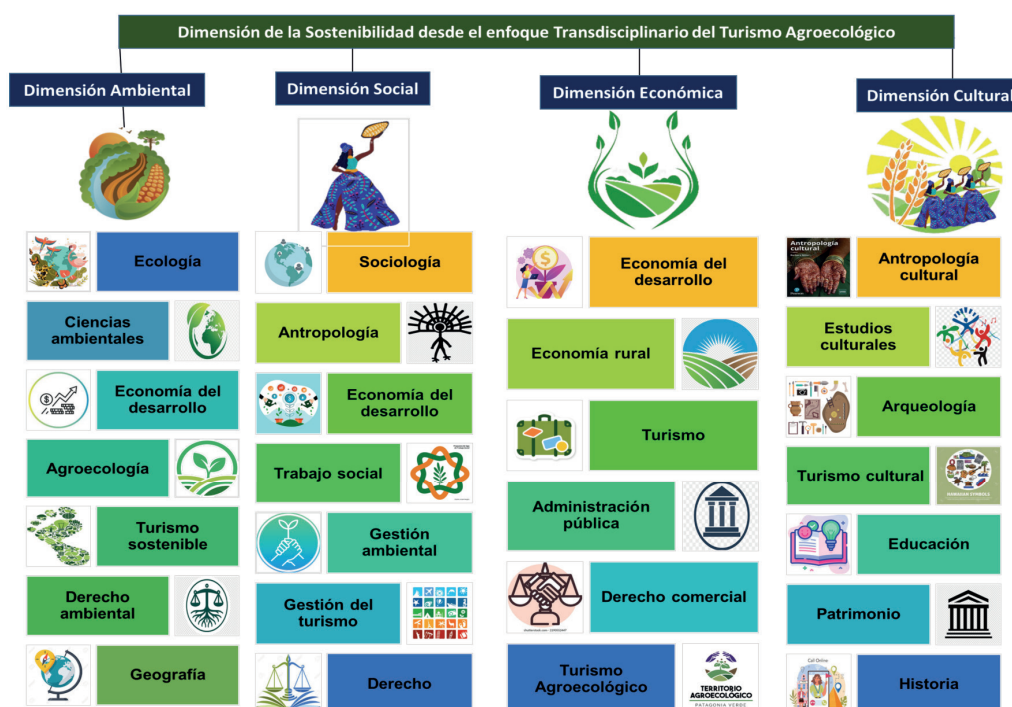 Dimensión de la Sostenibilidad desde el enfoque Transdisciplinario del Turismo Agroecológico
Dimensión Ambiental
Ecología
Ciencias
ambientales
Economía del
desarrollo
Agroecología
Turismo
sostenible
Derecho
ambiental
Geografía
Dimensión Social
Sociología
Antropología
Economía del
desarrollo
Trabajo social
Gestión
ambiental
Gestión del
turismo
Derecho
Dimensión Económica
Economía del
desarrollo
Economía rural
Turismo
Administración
pública
Derecho comercial
Turismo
Agroecológico
TERRITORIO
AGROECOLÓGICO
PATAGONIA VERDE
Dimensión Cultural
Antropología
cultural
Antropología
cultural
Estudios
culturales
Arqueología
Turismo cultural
Educación
Patrimonio
Historia